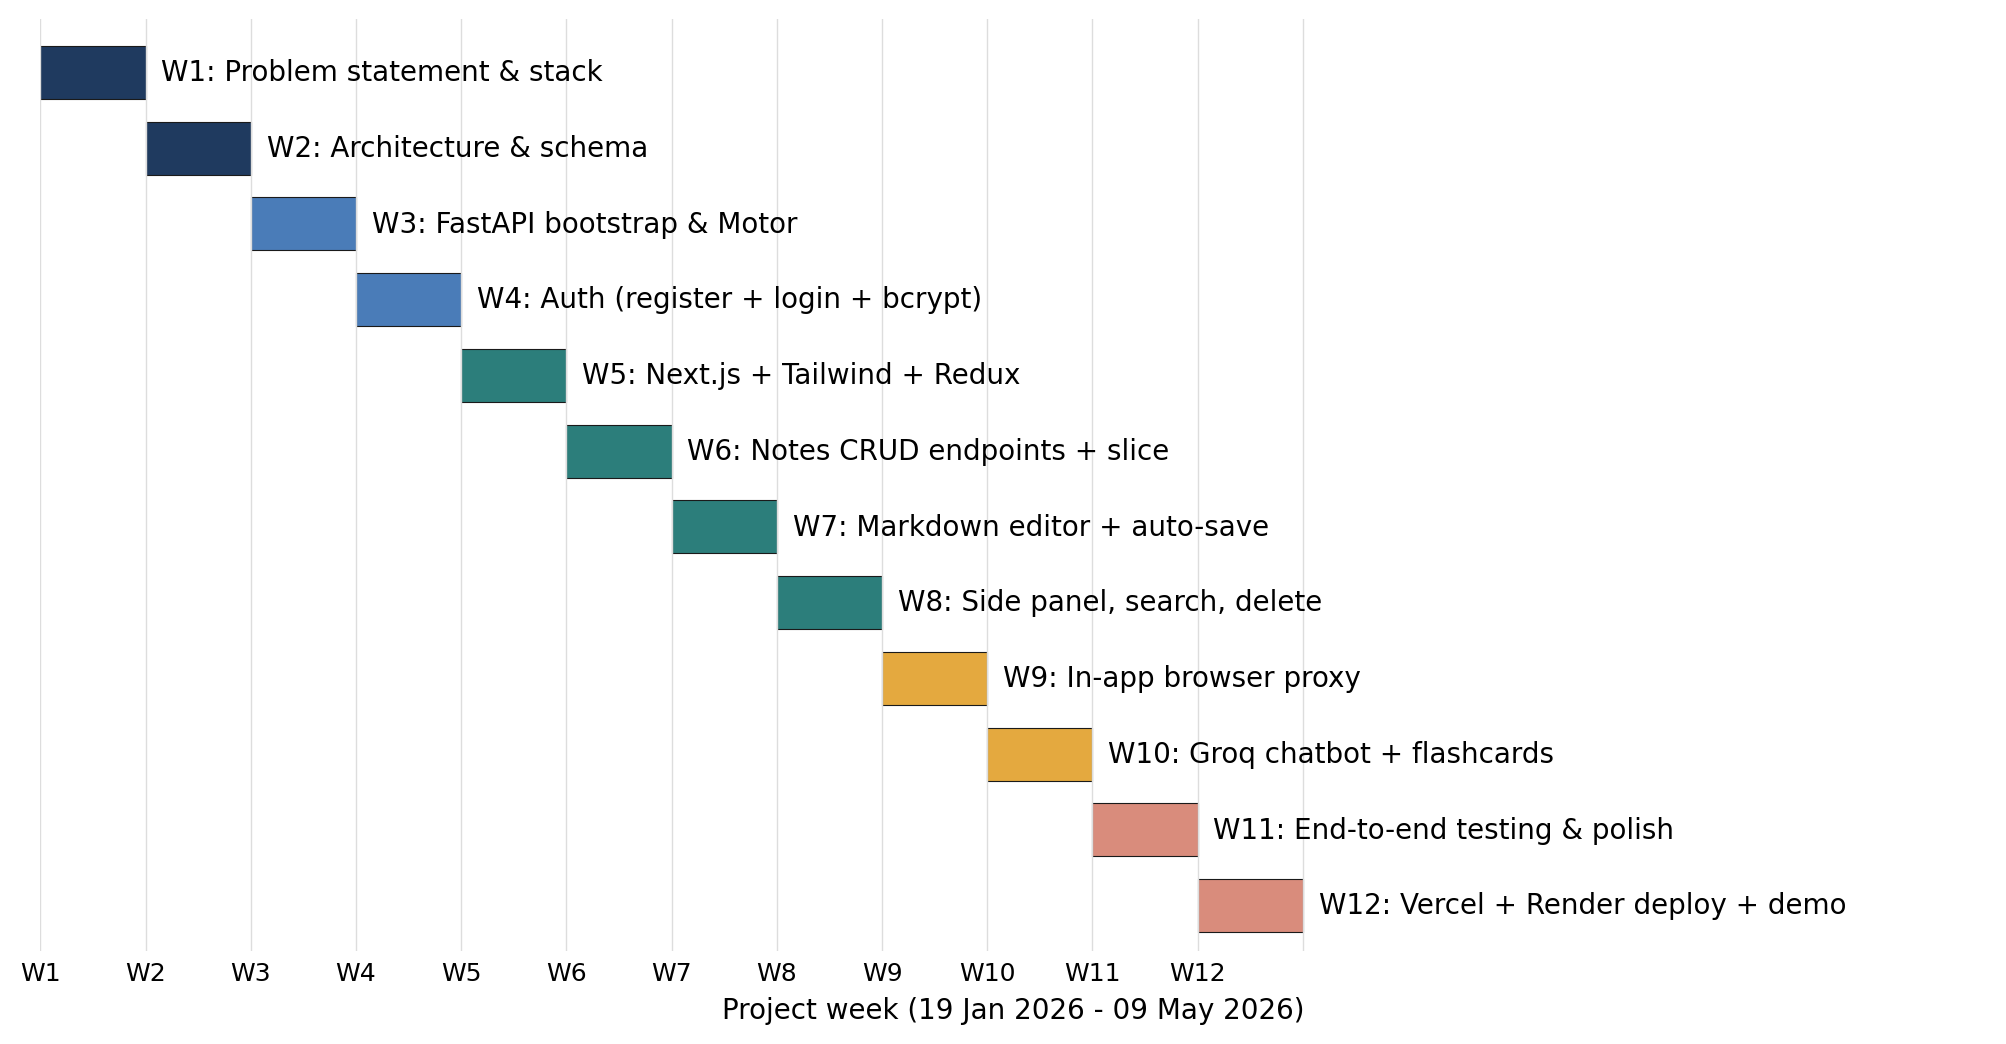 W1: Problem statement & stack
W2: Architecture & schema
W3: FastAPI bootstrap & Motor
W4: Auth (register + login + bcrypt)
W5: Next.js + Tailwind + Redux
W6: Notes CRUD endpoints + slice
W7: Markdown editor + auto-save
W8: Side panel, search, delete
W9: In-app browser proxy
W10: Groq chatbot + flashcards
W11: End-to-end testing & polish
W12: Vercel + Render deploy + demo
W1 W2 W3 W4 W5 W6 W7 W8 W9 W10 W11 W12
Project week (19 Jan 2026 - 09 May 2026)